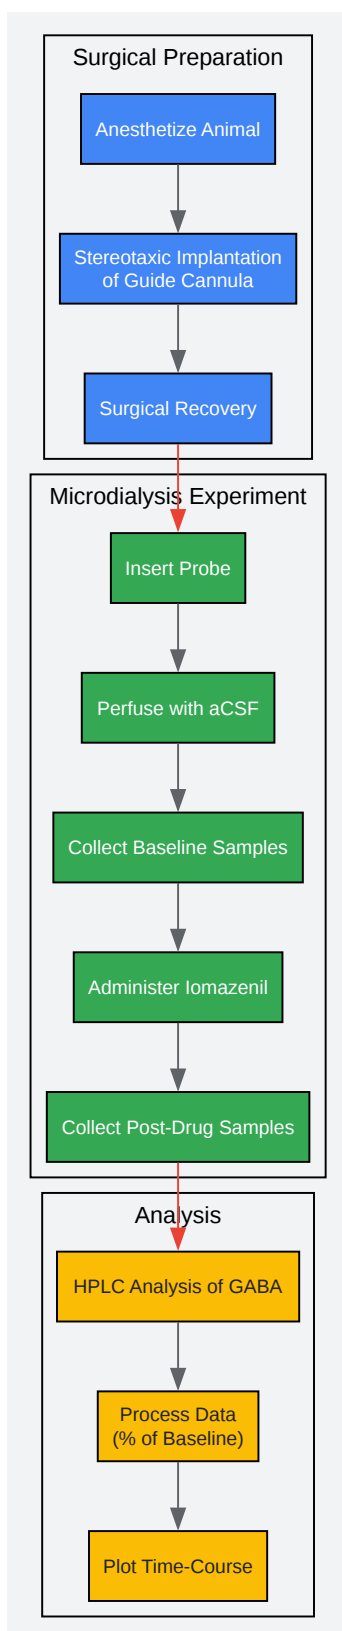 Surgical Preparation
Anesthetize Animal
Stereotaxic Implantation
of Guide Cannula
Surgical Recovery
Microdialysis Experiment
Insert Probe
Perfuse with aCSF
Collect Baseline Samples
Administer Iomazenil
Collect Post-Drug Samples
Analysis
HPLC Analysis of GABA
Process Data
(% of Baseline)
Plot Time-Course